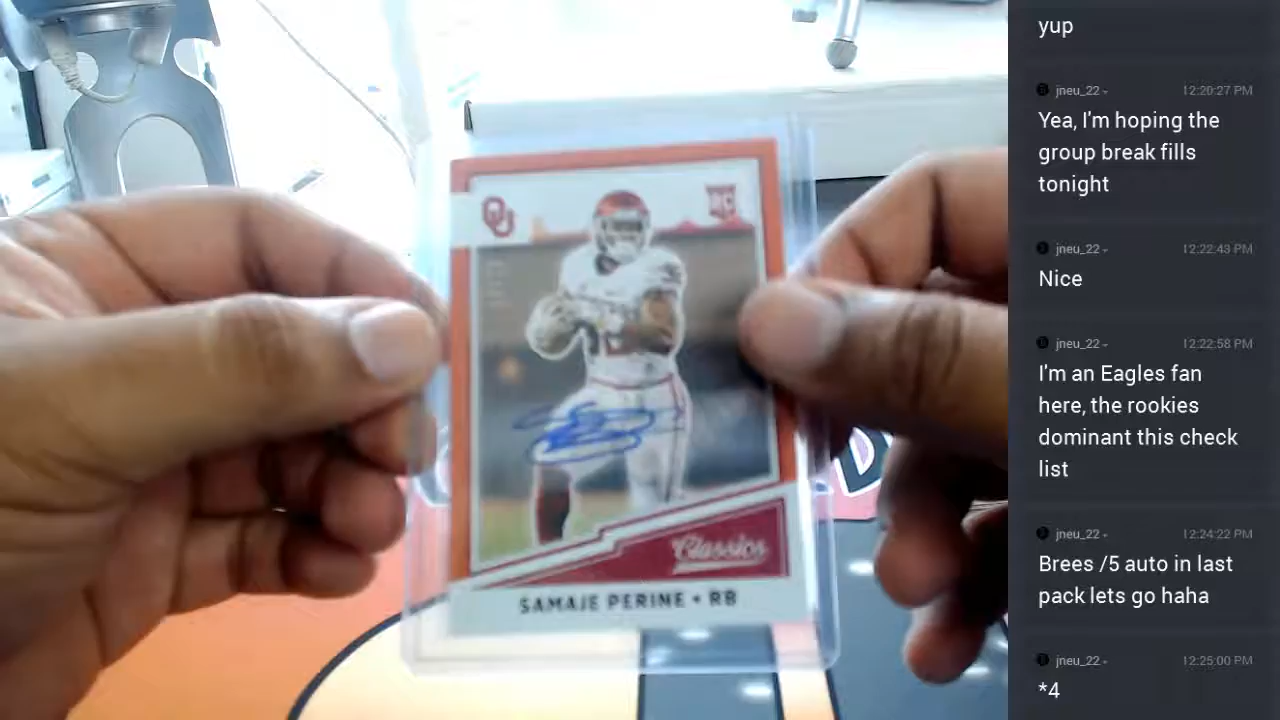 OU
RC
Classics
SAMAJE PERINE • RB
yup
jneu_22
12:20:27 PM
Yea, I'm hoping the
group break fills
tonight
jneu_22
12:22:43 PM
Nice
jneu_22
12:22:58 PM
I'm an Eagles fan
here, the rookies
dominant this check
list
jneu_22
12:24:22 PM
Brees /5 auto in last
pack lets go haha
jneu_22
12:25:00 PM
*4